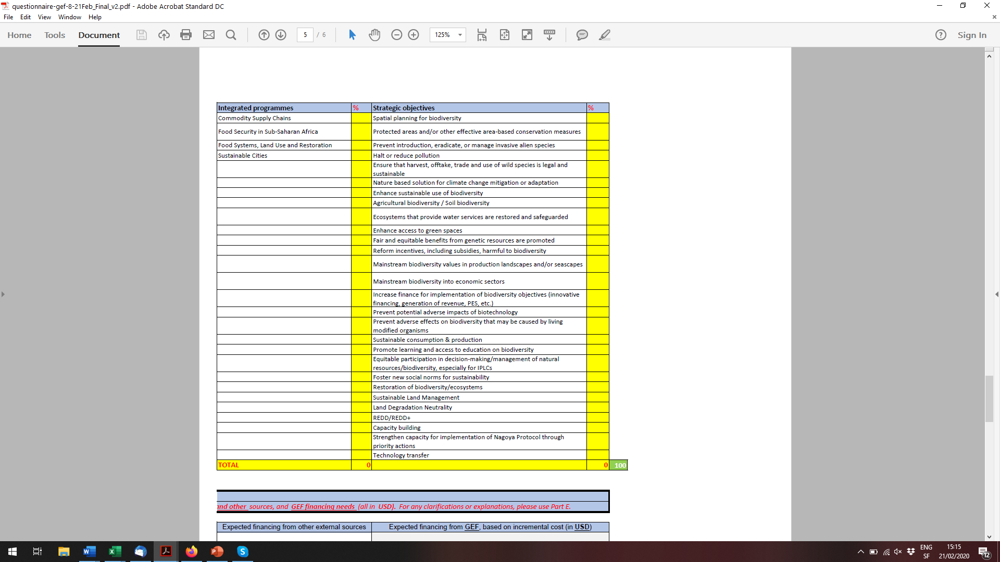 questionnaire-gef-8-21Feb_Final_v2.pdf - Adobe Acrobat Standard DC
File Edit View Window Help
Home Tools Document 5 / 6 125% Sign In
Integrated programmes % Strategic objectives %
Commodity Supply Chains Spatial planning for biodiversity
Food Security in Sub-Saharan Africa Protected areas and/or other effective area-based conservation measures
Food Systems, Land Use and Restoration Prevent introduction, eradicate, or manage invasive alien species
Sustainable Cities Halt or reduce pollution
Ensure that harvest, offtake, trade and use of wild species is legal and
sustainable
Nature based solution for climate change mitigation or adaptation
Enhance sustainable use of biodiversity
Agricultural biodiversity / Soil biodiversity
Ecosystems that provide water services are restored and safeguarded
Enhance access to green spaces
Fair and equitable benefits from genetic resources are promoted
Reform incentives, including subsidies, harmful to biodiversity
Mainstream biodiversity values in production landscapes and/or seascapes
Mainstream biodiversity into economic sectors
Increase finance for implementation of biodiversity objectives (innovative
financing, generation of revenue, PES, etc.)
Prevent potential adverse impacts of biotechnology
Prevent adverse effects on biodiversity that may be caused by living
modified organisms
Sustainable consumption & production
Promote learning and access to education on biodiversity
Equitable participation in decision-making/management of natural
resources/biodiversity, especially for IPLCs
Foster new social norms for sustainability
Restoration of biodiversity/ecosystems
Sustainable Land Management
Land Degradation Neutrality
REDD/REDD+
Capacity building
Strengthen capacity for implementation of Nagoya Protocol through
priority actions
Technology transfer
TOTAL 0 0 100
and other sources, and GEF financing needs (all in USD). For any clarifications or explanations, please use Part E.
Expected financing from other external sources Expected financing from GEF, based on incremental cost (in USD)
ENG 15:15
SF 21/02/2020 12